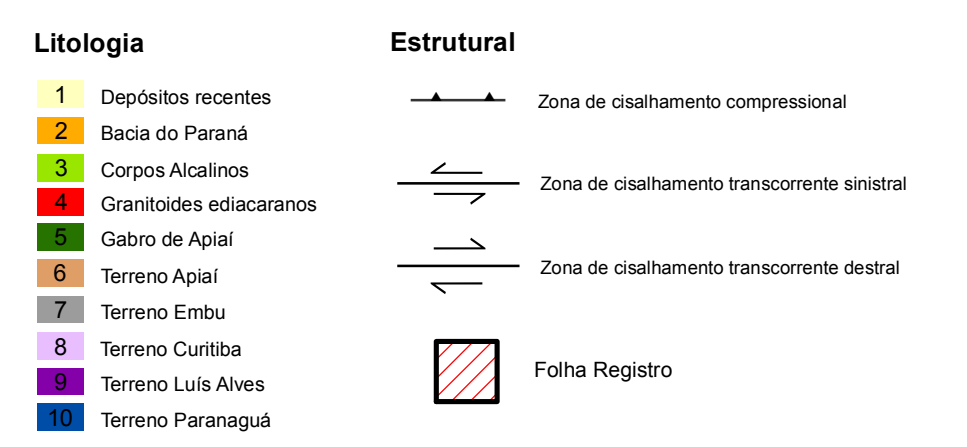 Litologia
1 Depósitos recentes
2 Bacia do Paraná
3 Corpos Alcalinos
4 Granitoides ediacaranos
5 Gabro de Apiaí
6 Terreno Apiaí
7 Terreno Embu
8 Terreno Curitiba
9 Terreno Luís Alves
10 Terreno Paranaguá
Estrutural
Zona de cisalhamento compressional
Zona de cisalhamento transcorrente sinistral
Zona de cisalhamento transcorrente destral
Folha Registro